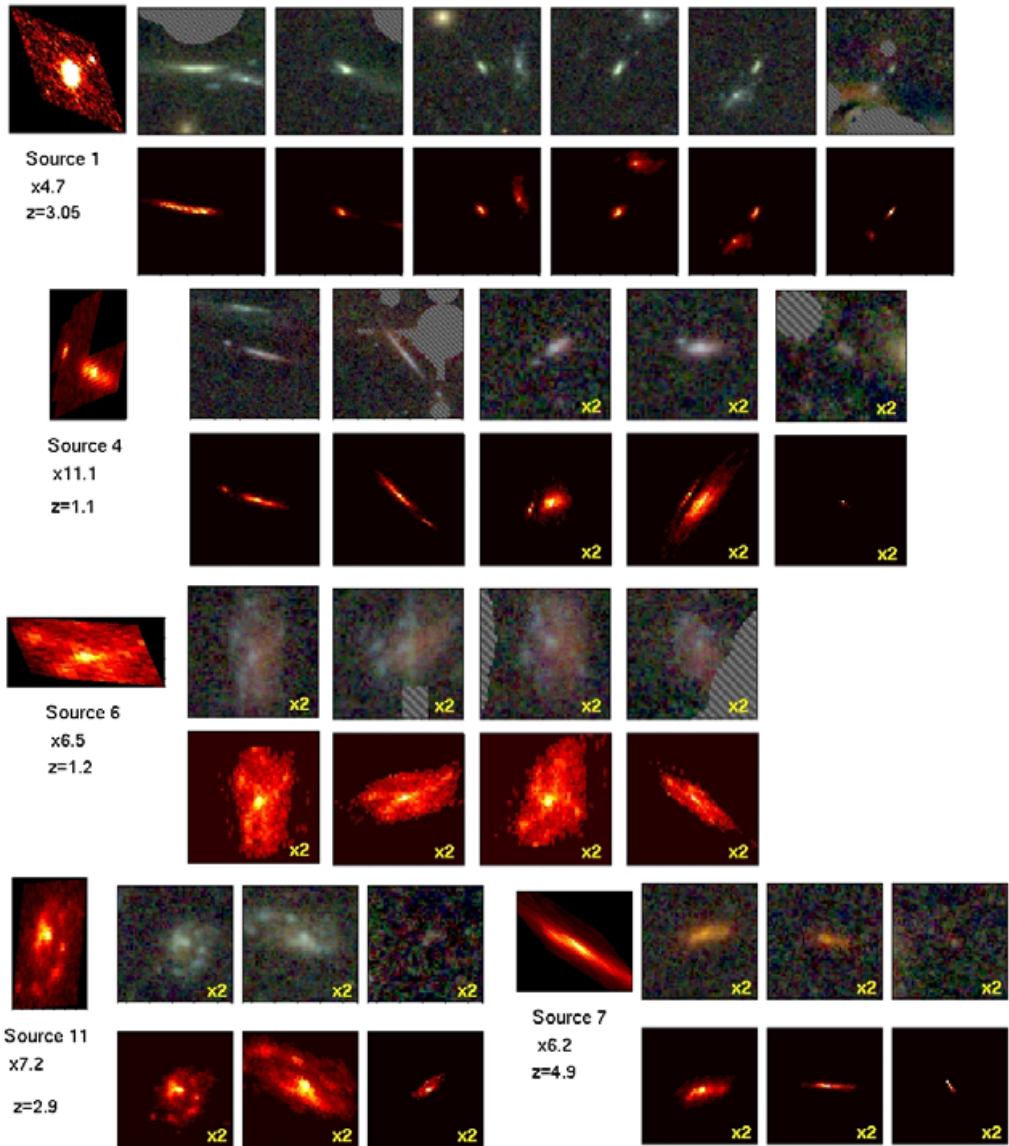 Source 1
x4.7
z=3.05
x2 x2 x2
Source 4
x11.1
z=1.1
x2 x2 x2
x2 x2 x2 x2
Source 6
x6.5
z=1.2
x2 x2 x2 x2
x2 x2 x2
Source 11
x7.2
z=2.9
x2 x2 x2
x2 x2 x2
Source 7
x6.2
z=4.9
x2 x2 x2